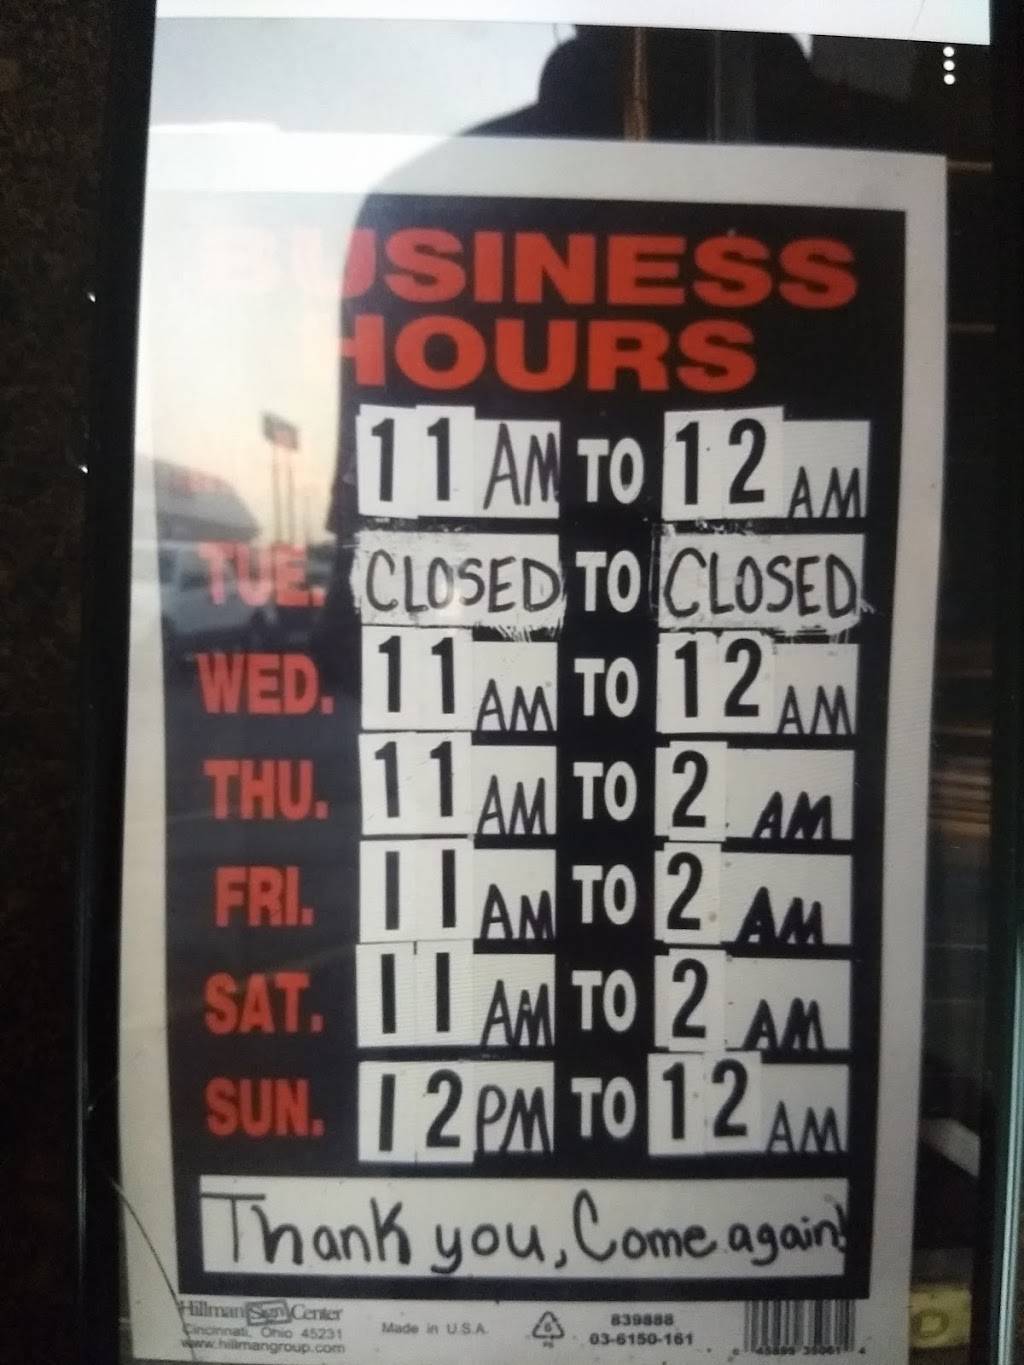 BUSINESS
HOURS
11 AM TO 12 AM
TUE. CLOSED TO CLOSED
WED. 11 AM TO 12 AM
THU. 11 AM TO 2 AM
FRI. 11 AM TO 2 AM
SAT. 11 AM TO 2 AM
SUN. 12 PM TO 12 AM
Thank you, Come again!
Hillman Sign Center
Cincinnati, Ohio 45231
www.hillmangroup.com
Made in U.S.A.
6
PS
839888
03-6150-161